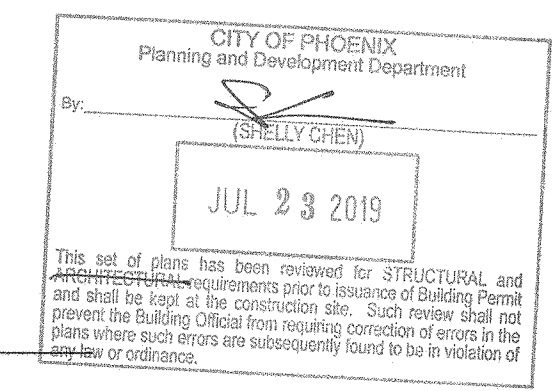 CITY OF PHOENIX
Planning and Development Department
By:
(SHELLY CHEN)
JUL 23 2019
This set of plans has been reviewed for STRUCTURAL and
ARCHITECTURAL requirements prior to issuance of Building Permit
and shall be kept at the construction site. Such review shall not
prevent the Building Official from requiring correction of errors in the
plans where such errors are subsequently found to be in violation of
any law or ordinance.